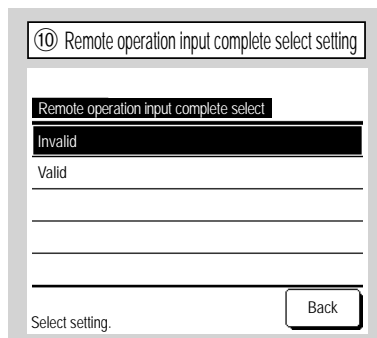 ⑩ Remote operation input complete select setting
Remote operation input complete select
Invalid
Valid
Back
Select setting.